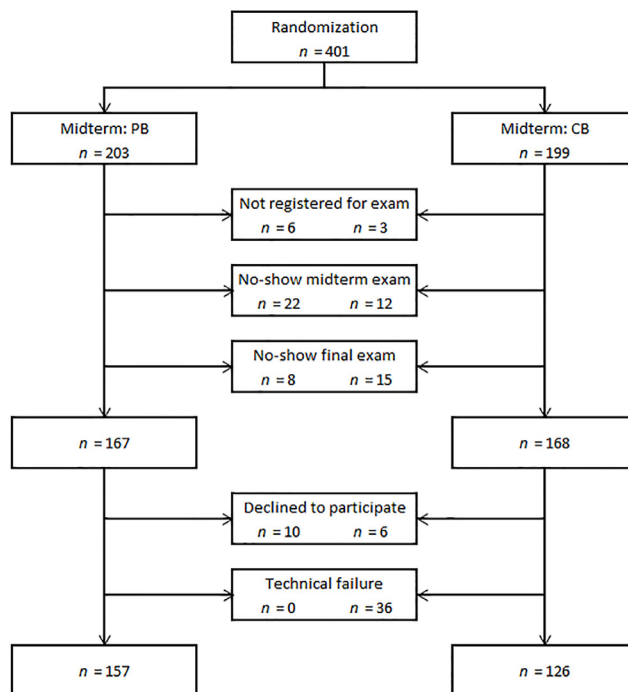 Randomization
n = 401
Midterm: PB
n = 203
Midterm: CB
n = 199
Not registered for exam
n = 6 n = 3
No-show midterm exam
n = 22 n = 12
No-show final exam
n = 8 n = 15
n = 167
n = 168
Declined to participate
n = 10 n = 6
Technical failure
n = 0 n = 36
n = 157
n = 126